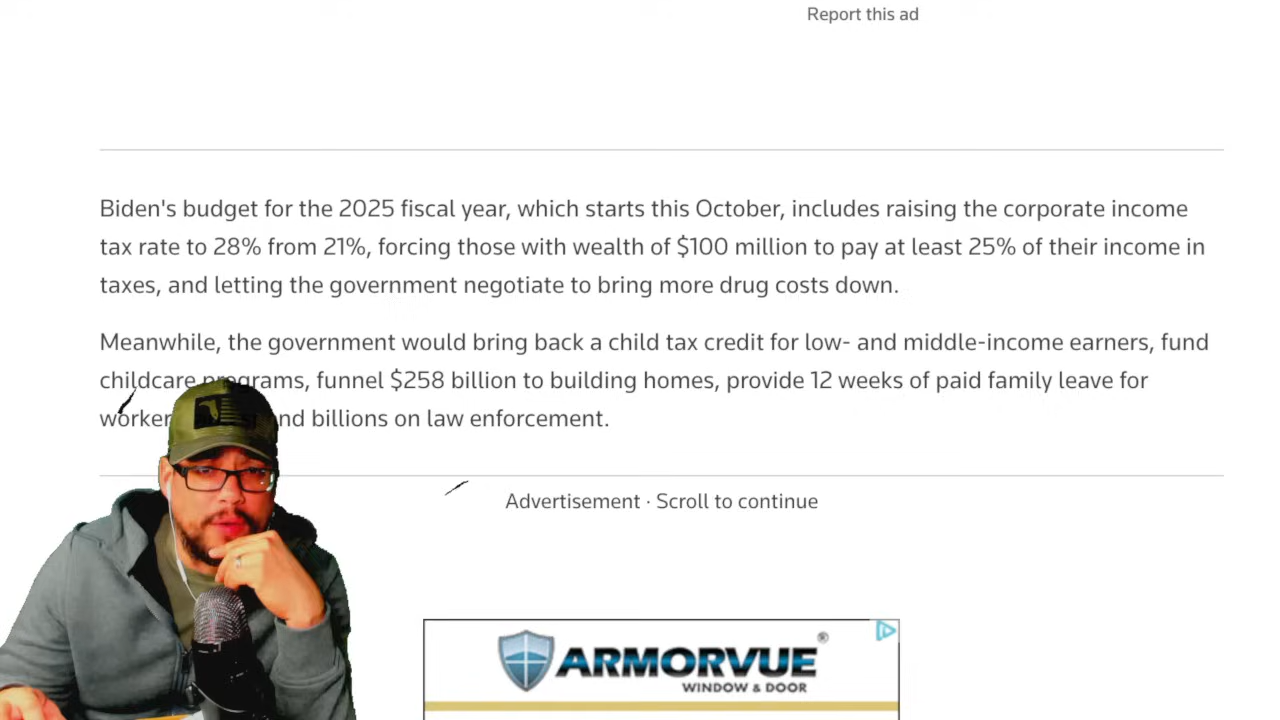 Report this ad
Biden's budget for the 2025 fiscal year, which starts this October, includes raising the corporate income
tax rate to 28% from 21%, forcing those with wealth of $100 million to pay at least 25% of their income in
taxes, and letting the government negotiate to bring more drug costs down.
Meanwhile, the government would bring back a child tax credit for low- and middle-income earners, fund
childcare programs, funnel $258 billion to building homes, provide 12 weeks of paid family leave for
billions on law enforcement.
Advertisement · Scroll to continue
ARMORVUE®
WINDOW & DOOR